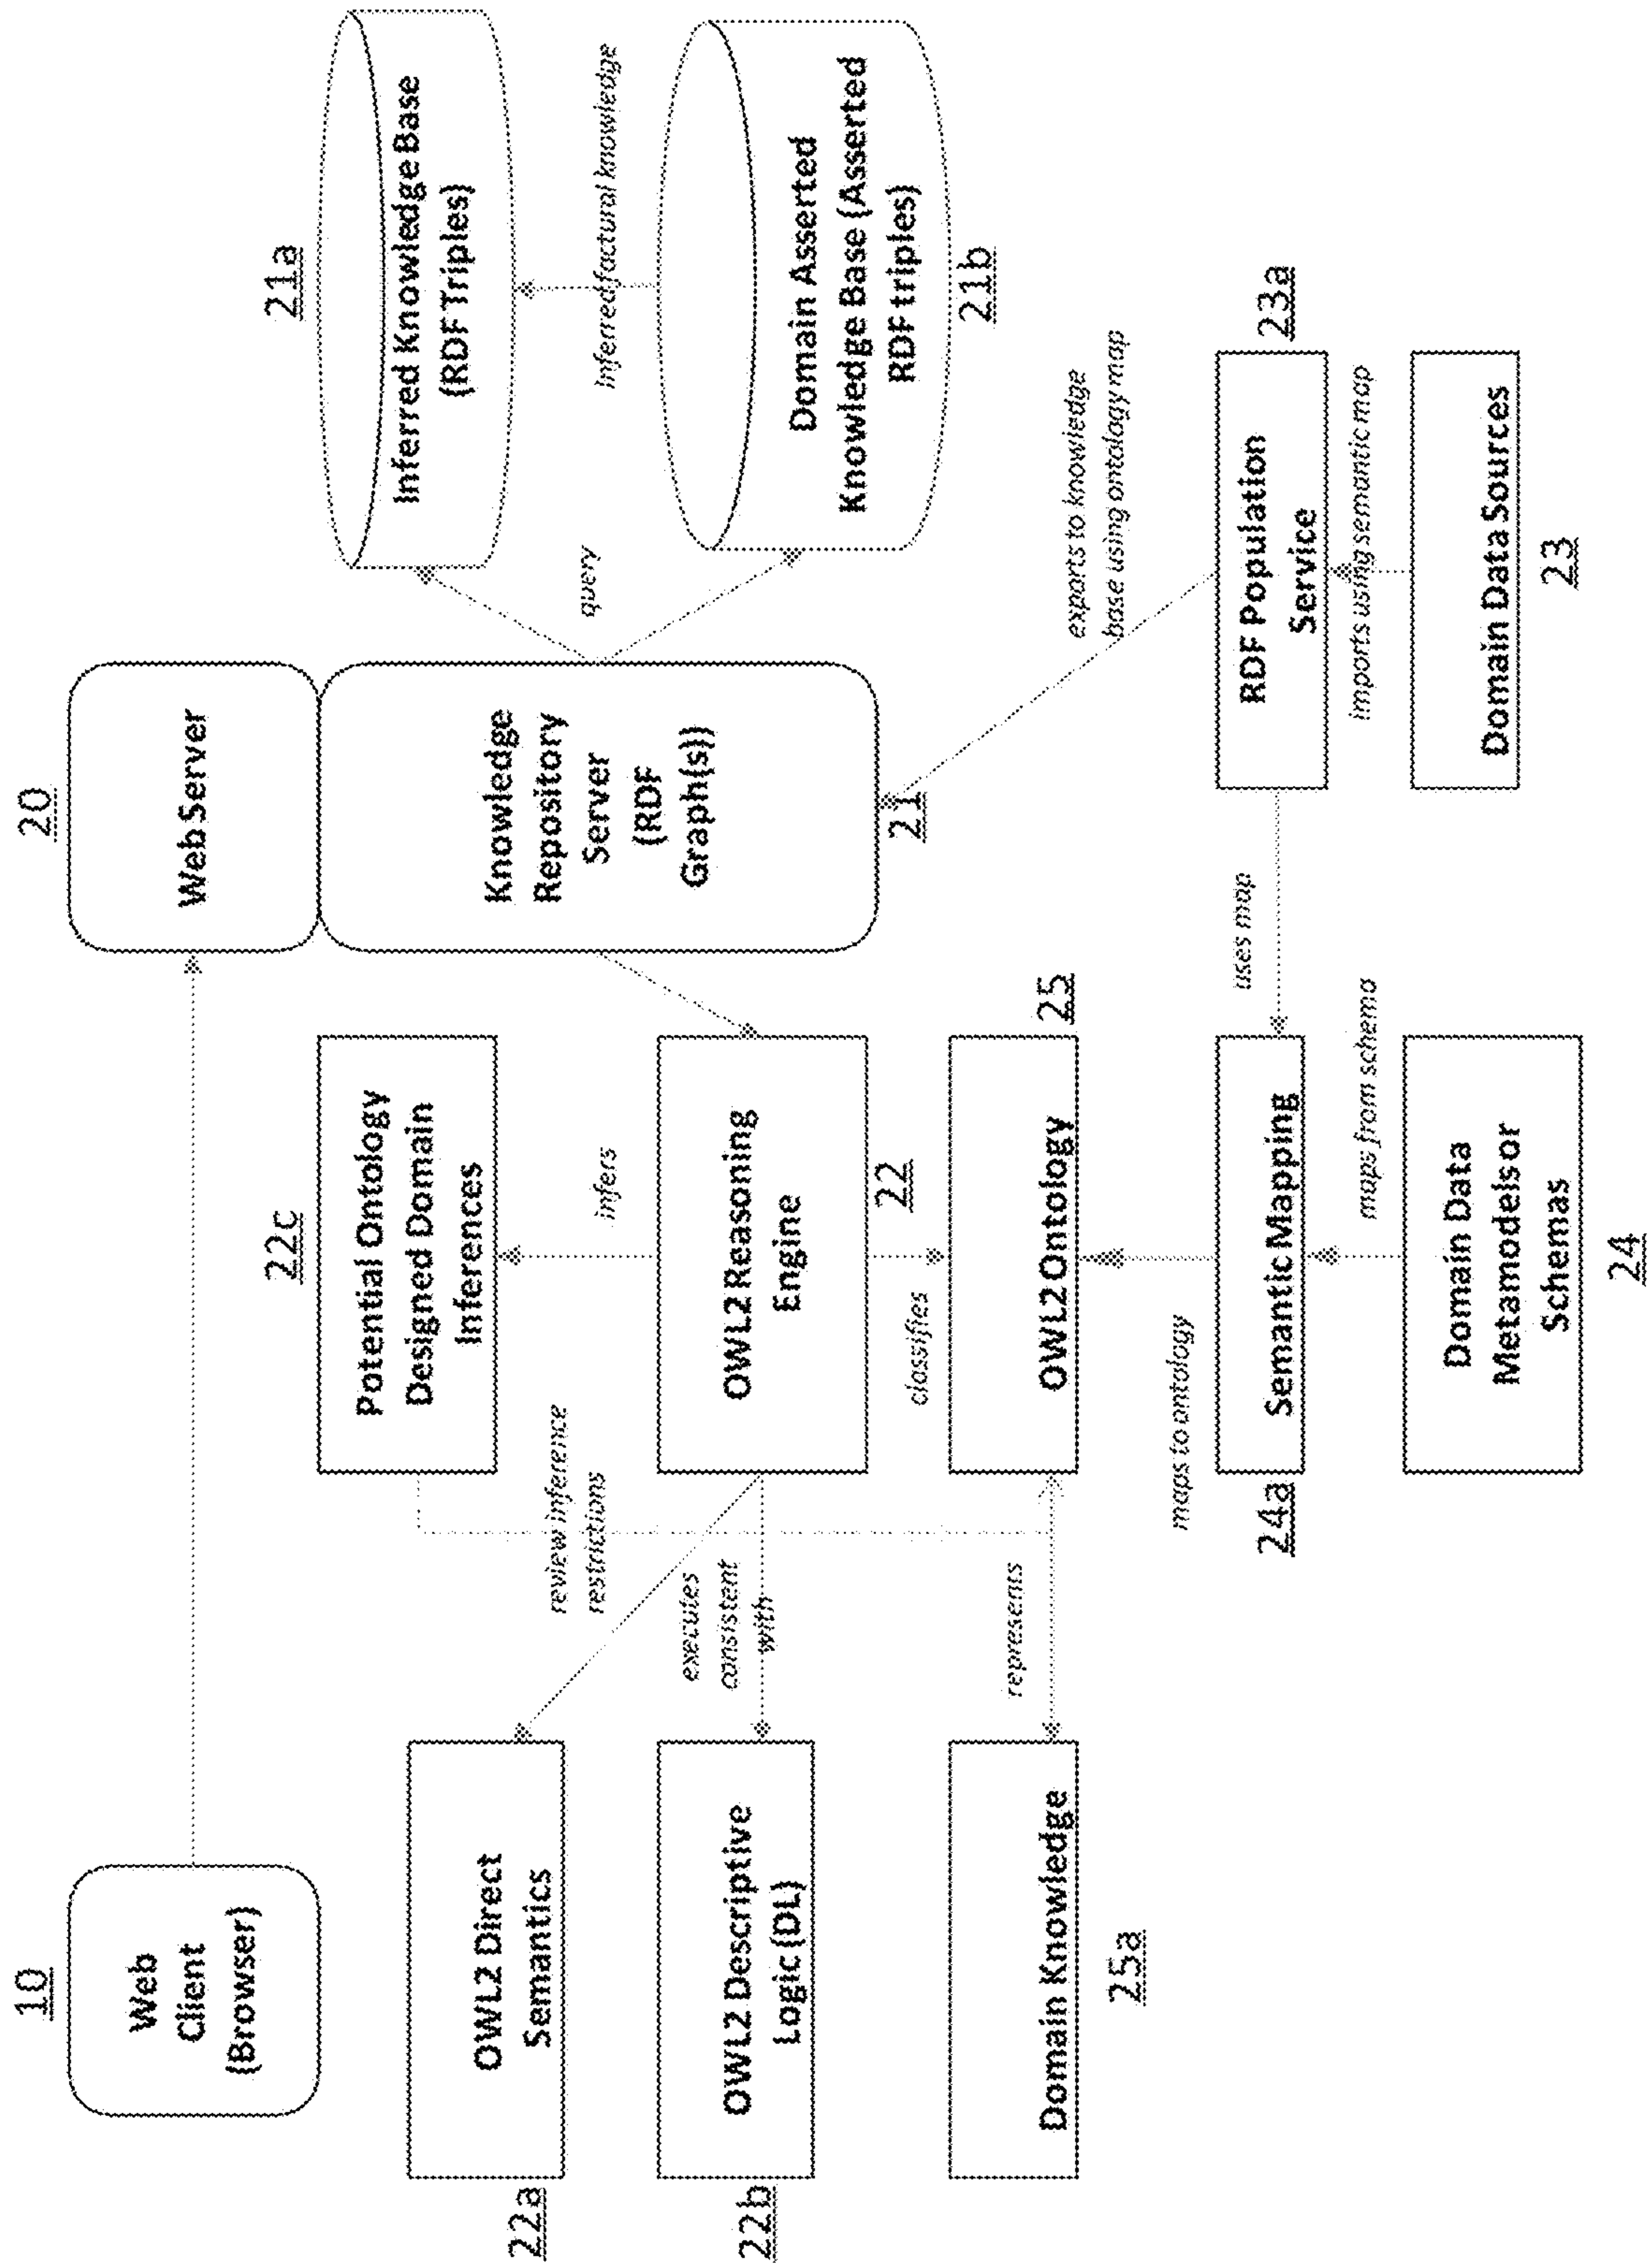 10
Web
Client
(Browser)
20
Web Server
22a
OWL2 Direct
Semantics
review inference
restrictions
22c
Potential Ontology
Designed Domain
Inferences
Knowledge
Repository
Server
(RDF
Graph(s))
21
query
21a
Inferred Knowledge Base
(RDF Triples)
Inferred factural knowledge
22b
OWL2 Descriptive
Logic (DL)
executes
consistent
with
infers
OWL2 Reasoning
Engine
22
Domain Asserted
Knowledge Base (Asserted
RDF triples)
21b
classifies
Domain Knowledge
25a
represents
OWL2 Ontology
25
exports to knowledge
base using ontology map
maps to ontology
uses map
24a
Semantic Mapping
RDF Population
Service
23a
maps from schema
imports using semantic map
Domain Data
Metamodels or
Schemas
24
Domain Data Sources
23